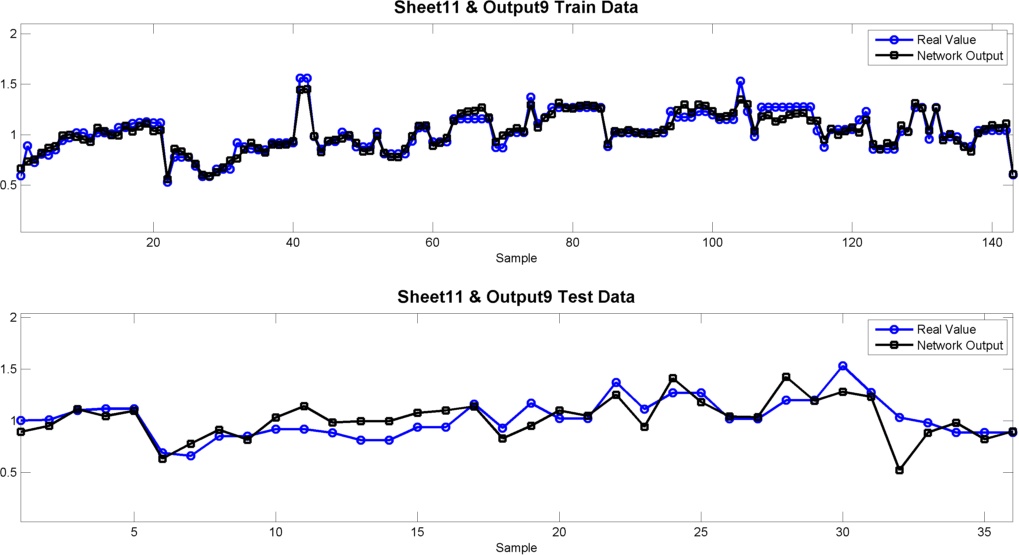 Sheet11 & Output9 Train Data
2
1.5
1
0.5
Real Value
Network Output
20
40
60
80
100
120
140
Sample
Sheet11 & Output9 Test Data
2
1.5
1
0.5
Real Value
Network Output
5
10
15
20
25
30
35
Sample